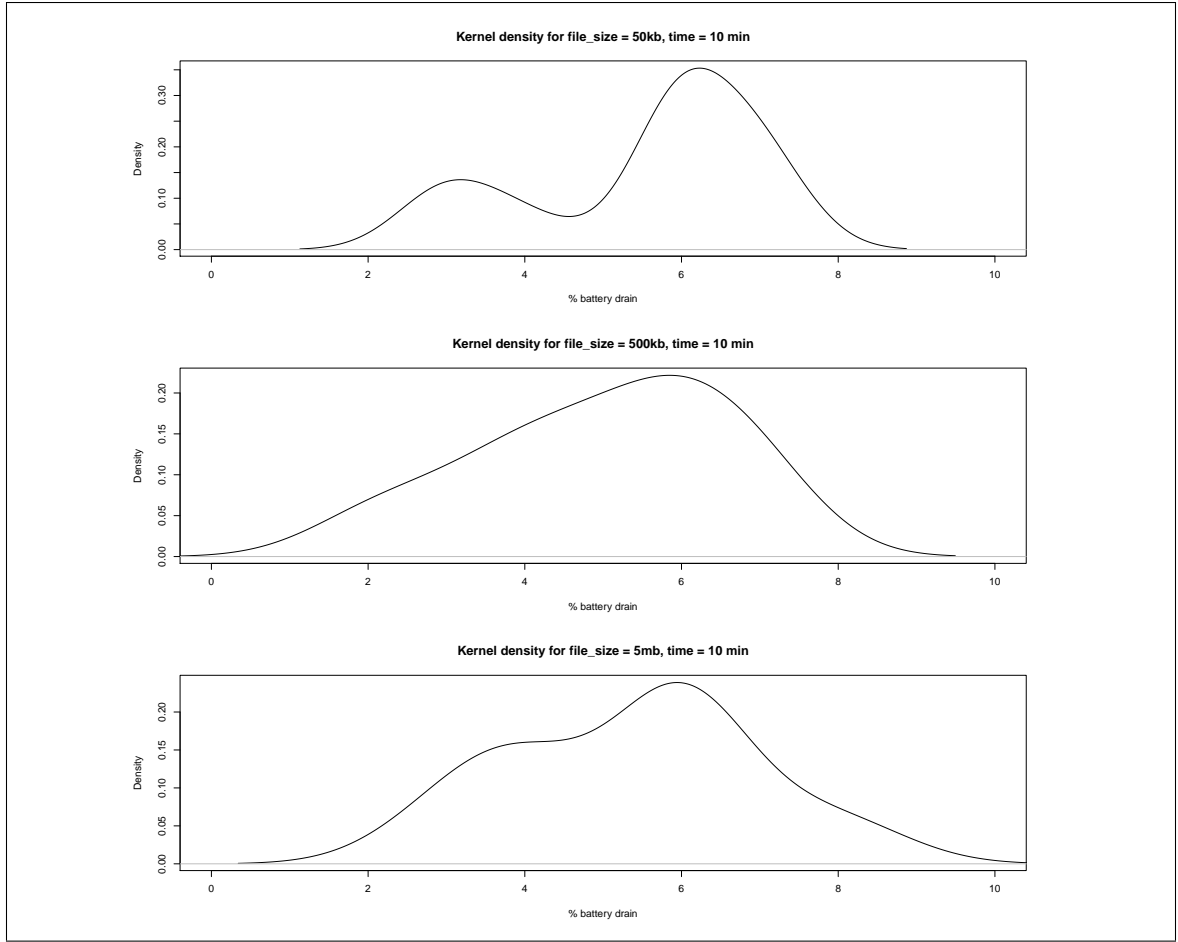 Kernel density for file_size = 50kb, time = 10 min
Density
0.00 0.10 0.20 0.30
0 2 4 6 8 10
% battery drain
Kernel density for file_size = 500kb, time = 10 min
Density
0.00 0.05 0.10 0.15 0.20
0 2 4 6 8 10
% battery drain
Kernel density for file_size = 5mb, time = 10 min
Density
0.00 0.05 0.10 0.15 0.20
0 2 4 6 8 10
% battery drain